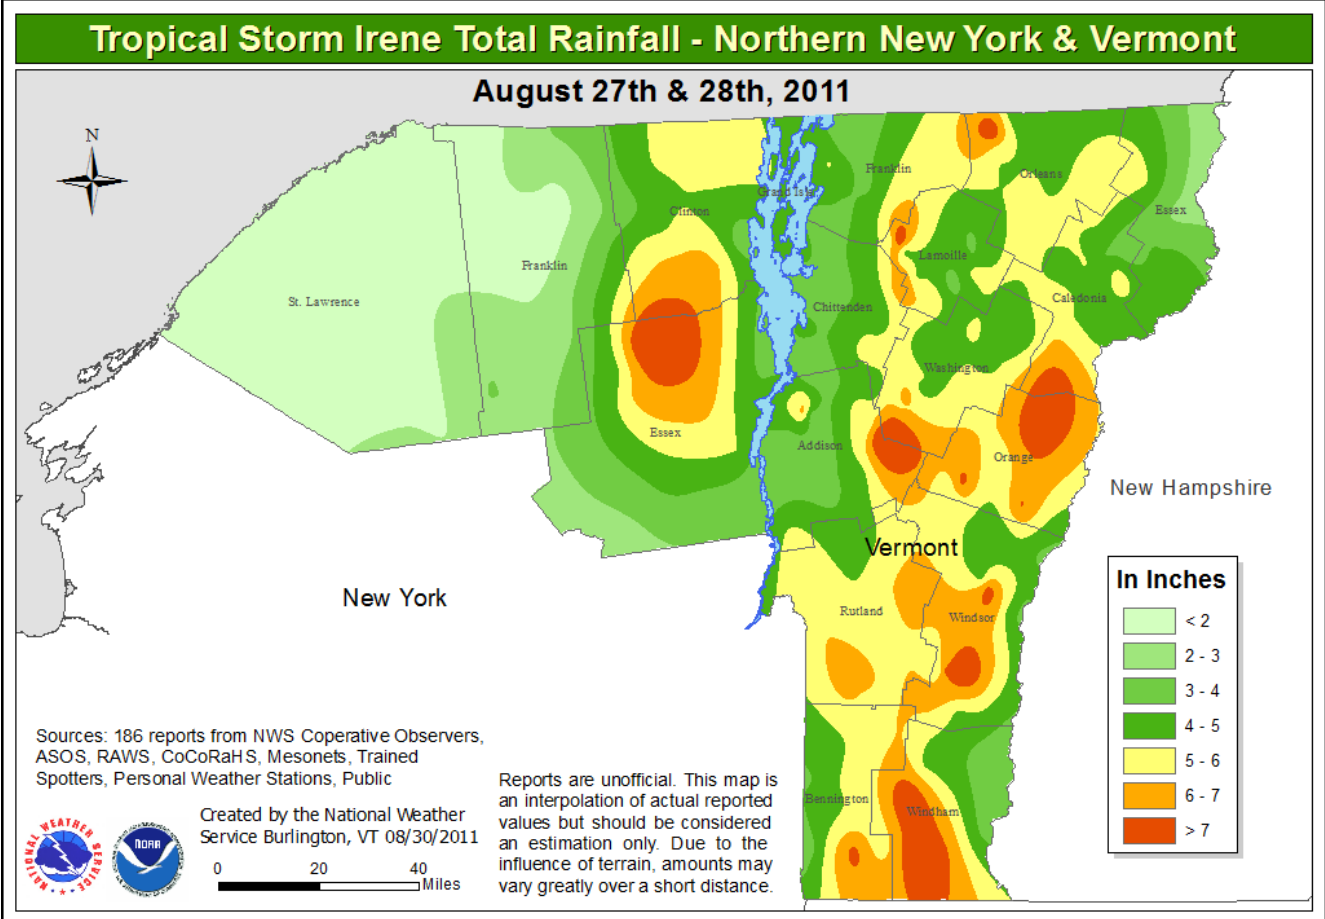 Tropical Storm Irene Total Rainfall - Northern New York & Vermont
August 27th & 28th, 2011
N
Franklin
Orleans
Grand Isle
Clinton
Essex
Lamoille
Franklin
St. Lawrence
Chittenden
Caledonia
Washington
Essex
Addison
Orange
New Hampshire
Vermont
New York
Rutland
Windsor
Bennington
Windham
In Inches
< 2
2 - 3
3 - 4
4 - 5
5 - 6
6 - 7
> 7
Sources: 186 reports from NWS Coperative Observers,
ASOS, RAWS, CoCoRaHS, Mesonets, Trained
Spotters, Personal Weather Stations, Public
Created by the National Weather
Service Burlington, VT 08/30/2011
0 20 40
Miles
Reports are unofficial. This map is
an interpolation of actual reported
values but should be considered
an estimation only. Due to the
influence of terrain, amounts may
vary greatly over a short distance.
NATIONAL WEATHER SERVICE
NOAA